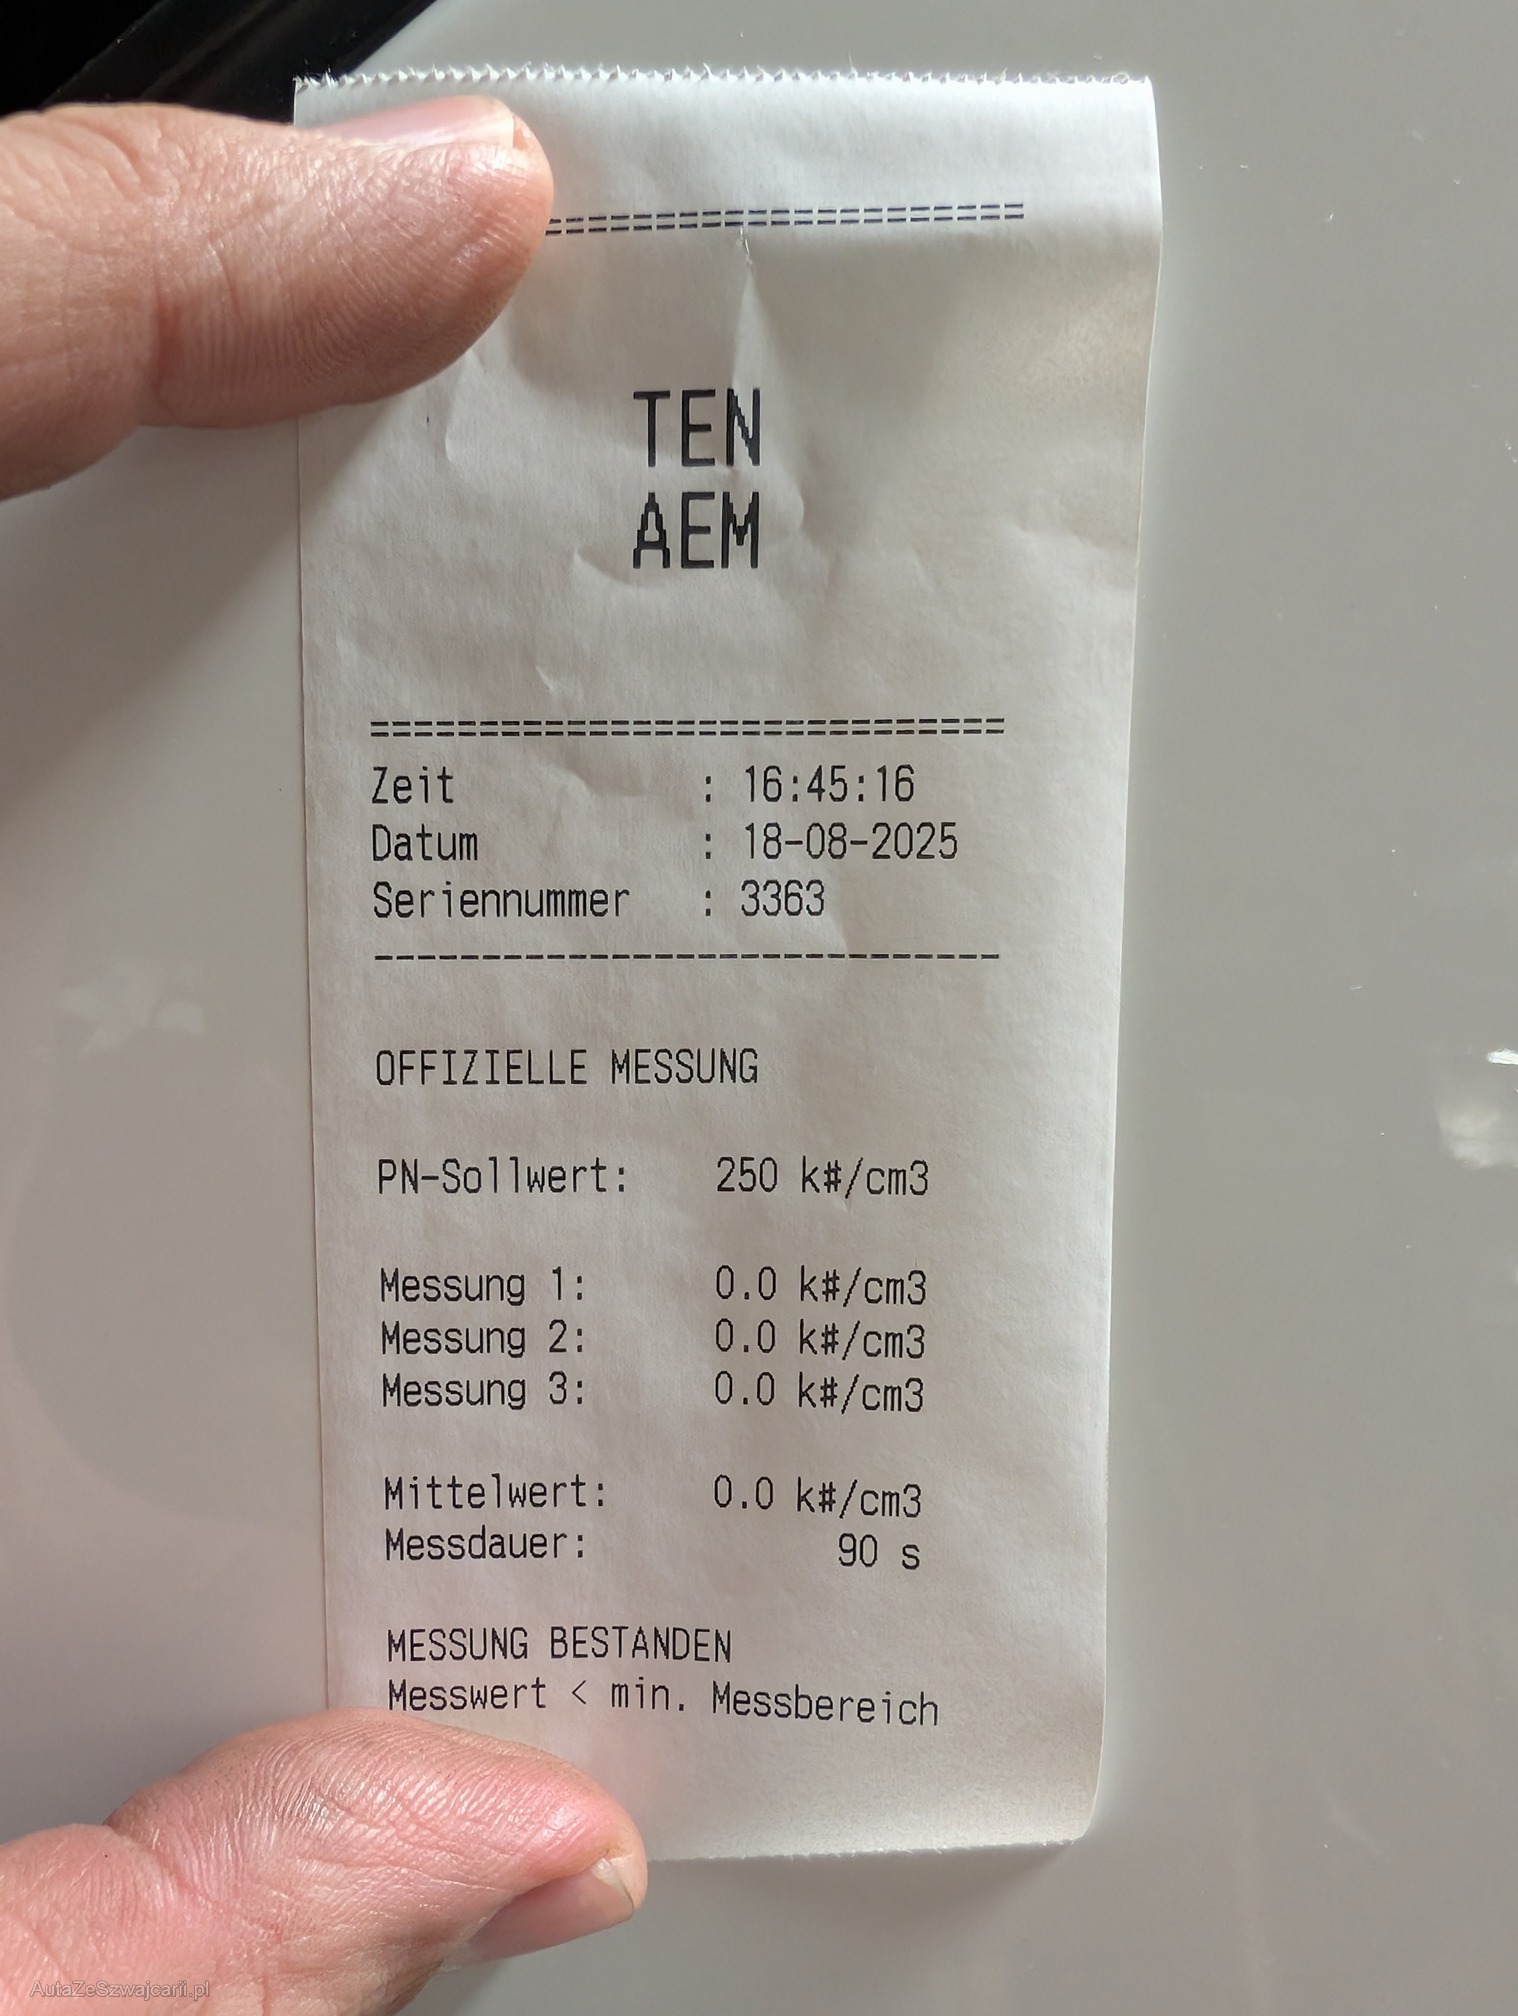 =====================
TEN
AEM
==============================
Zeit : 16:45:16
Datum : 18-08-2025
Seriennummer : 3363
------------------------------
OFFIZIELLE MESSUNG
PN-Sollwert: 250 k#/cm3
Messung 1: 0.0 k#/cm3
Messung 2: 0.0 k#/cm3
Messung 3: 0.0 k#/cm3
Mittelwert: 0.0 k#/cm3
Messdauer: 90 s
MESSUNG BESTANDEN
Messwert < min. Messbereich
AutaZeSzwajcarii.pl